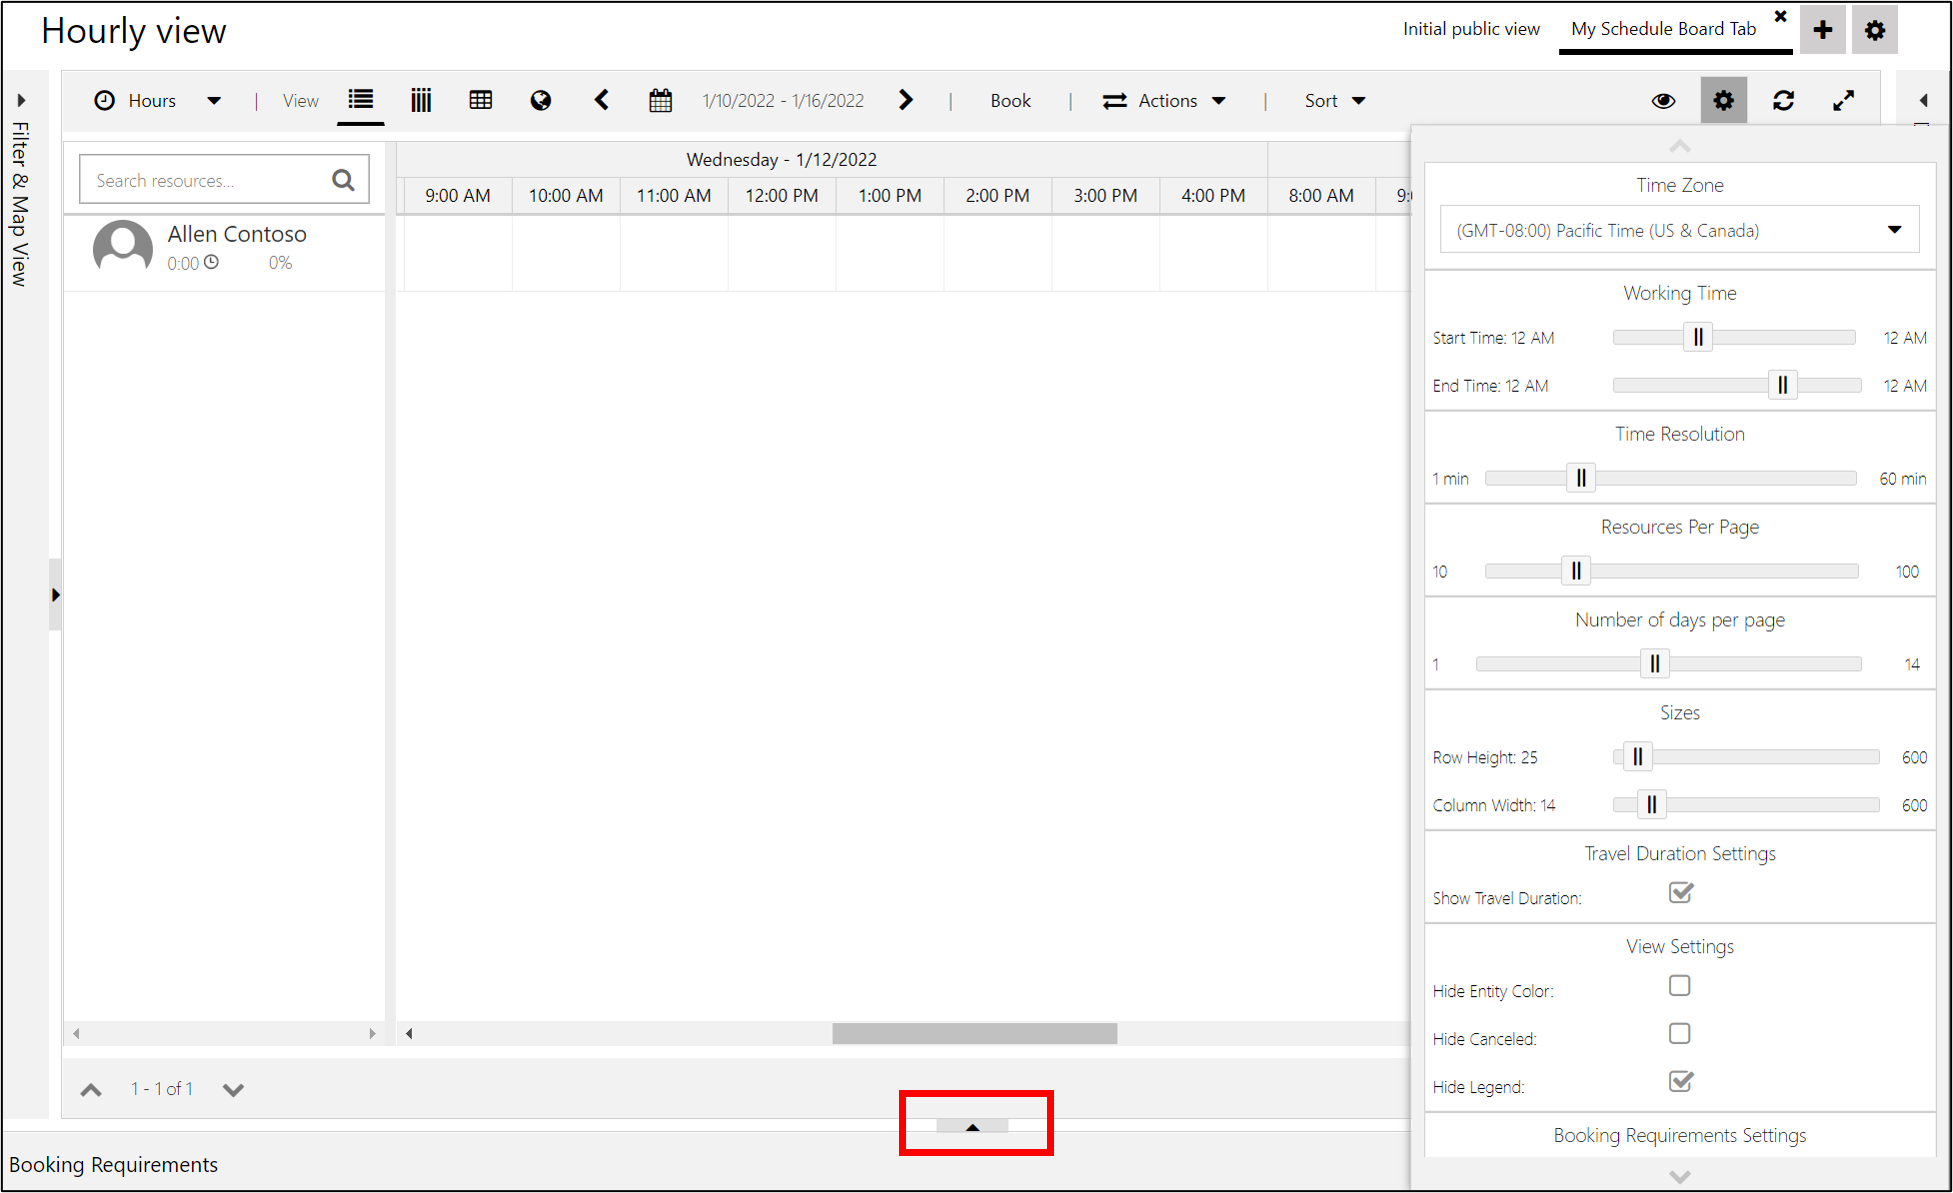 Hourly view
Initial public view
My Schedule Board Tab
Hours
View
1/10/2022 - 1/16/2022
Book
Actions
Sort
Filter & Map View
Search resources...
Wednesday - 1/12/2022
9:00 AM 10:00 AM 11:00 AM 12:00 PM 1:00 PM 2:00 PM 3:00 PM 4:00 PM 8:00 AM 9:0
Allen Contoso
0:00 0%
Time Zone
(GMT-08:00) Pacific Time (US & Canada)
Working Time
Start Time: 12 AM 12 AM
End Time: 12 AM 12 AM
Time Resolution
1 min 60 min
Resources Per Page
10 100
Number of days per page
1 14
Sizes
Row Height: 25 600
Column Width: 14 600
Travel Duration Settings
Show Travel Duration:
View Settings
Hide Entity Color:
Hide Canceled:
Hide Legend:
Booking Requirements Settings
1 - 1 of 1
Booking Requirements